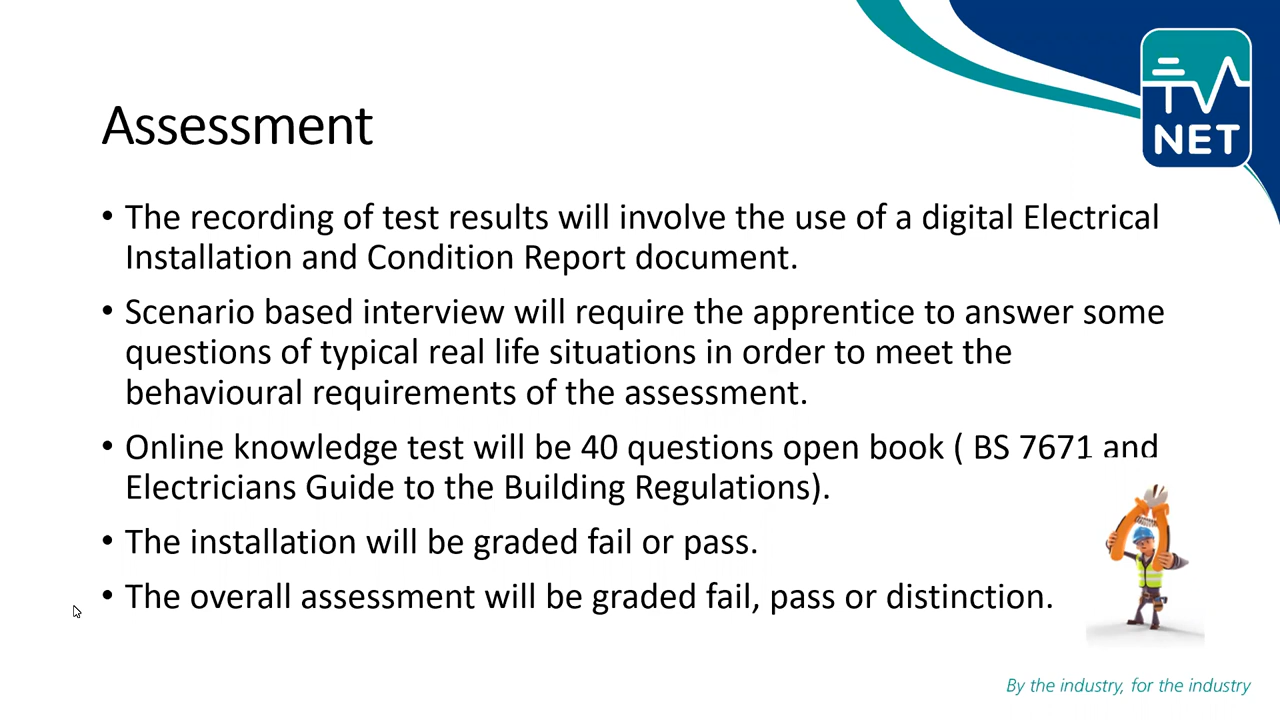 TV
NET
Assessment
• The recording of test results will involve the use of a digital Electrical
Installation and Condition Report document.
• Scenario based interview will require the apprentice to answer some
questions of typical real life situations in order to meet the
behavioural requirements of the assessment.
• Online knowledge test will be 40 questions open book ( BS 7671 and
Electricians Guide to the Building Regulations).
• The installation will be graded fail or pass.
• The overall assessment will be graded fail, pass or distinction.
By the industry, for the industry